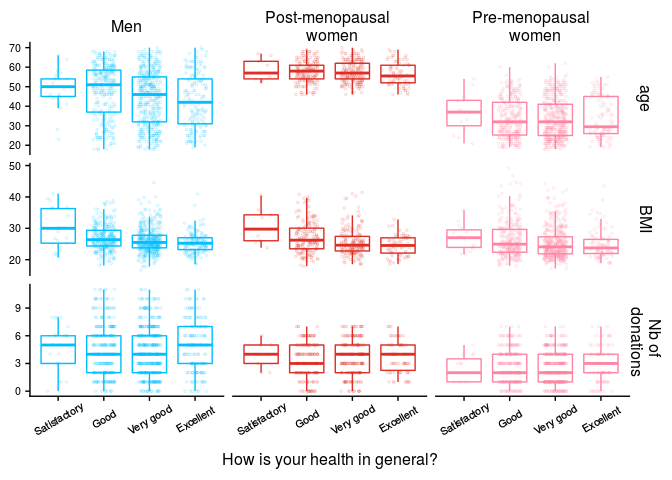 Men
Post-menopausal
women
Pre-menopausal
women
70
60
50
40
30
20
age
50
40
30
20
BMI
9
6
3
0
Nb of
donations
Satisfactory
Good
Very good
Excellent
Satisfactory
Good
Very good
Excellent
Satisfactory
Good
Very good
Excellent
How is your health in general?